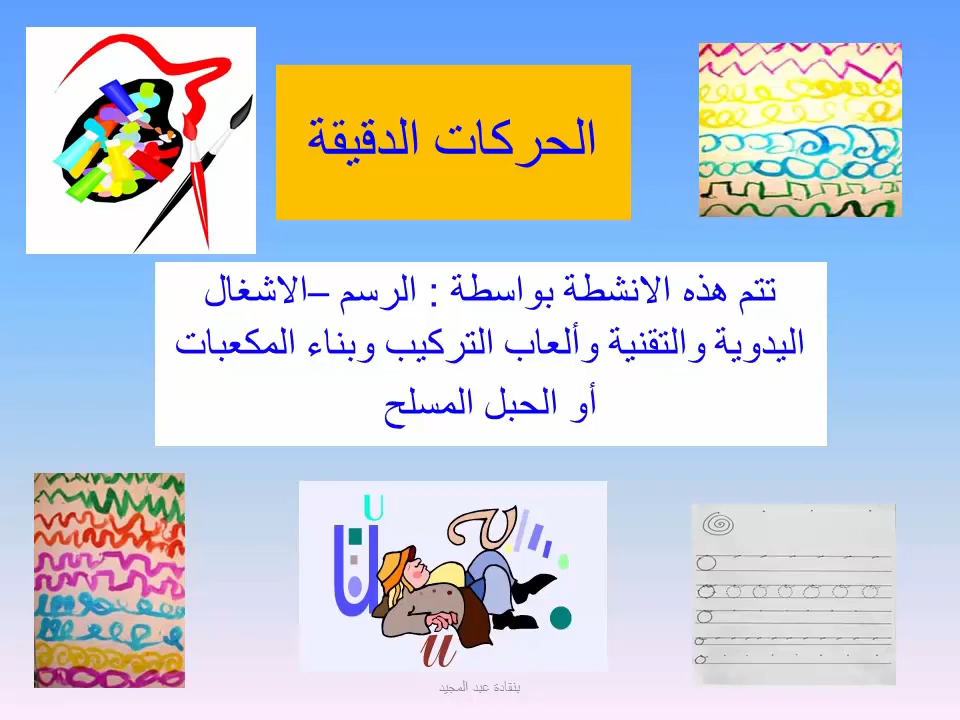 الحركات الدقيقة
تتم هذه الانشطة بواسطة : الرسم –الاشغال
اليدوية والتقنية وألعاب التركيب وبناء المكعبات
أو الحبل المسلح
U
u
بنقادة عبد المجيد